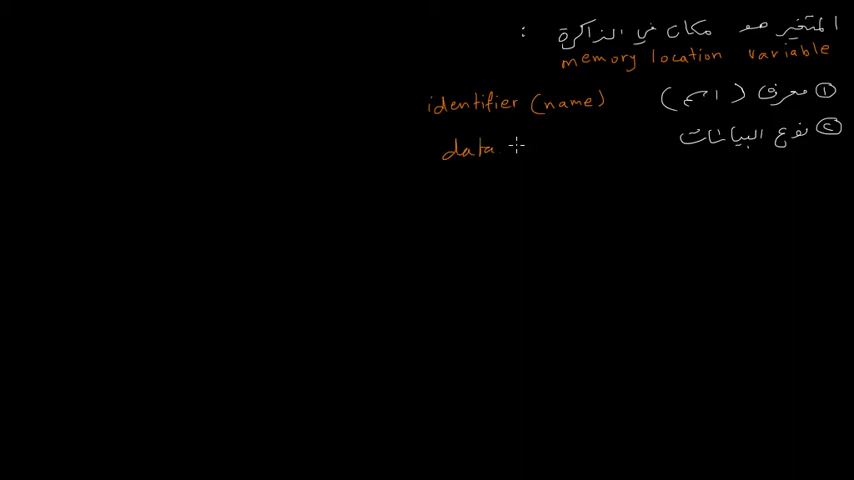 المتغير هو مكان في الذاكرة :
memory location variable
① معرف (اسم) identifier (name)
② نوع البيانات data